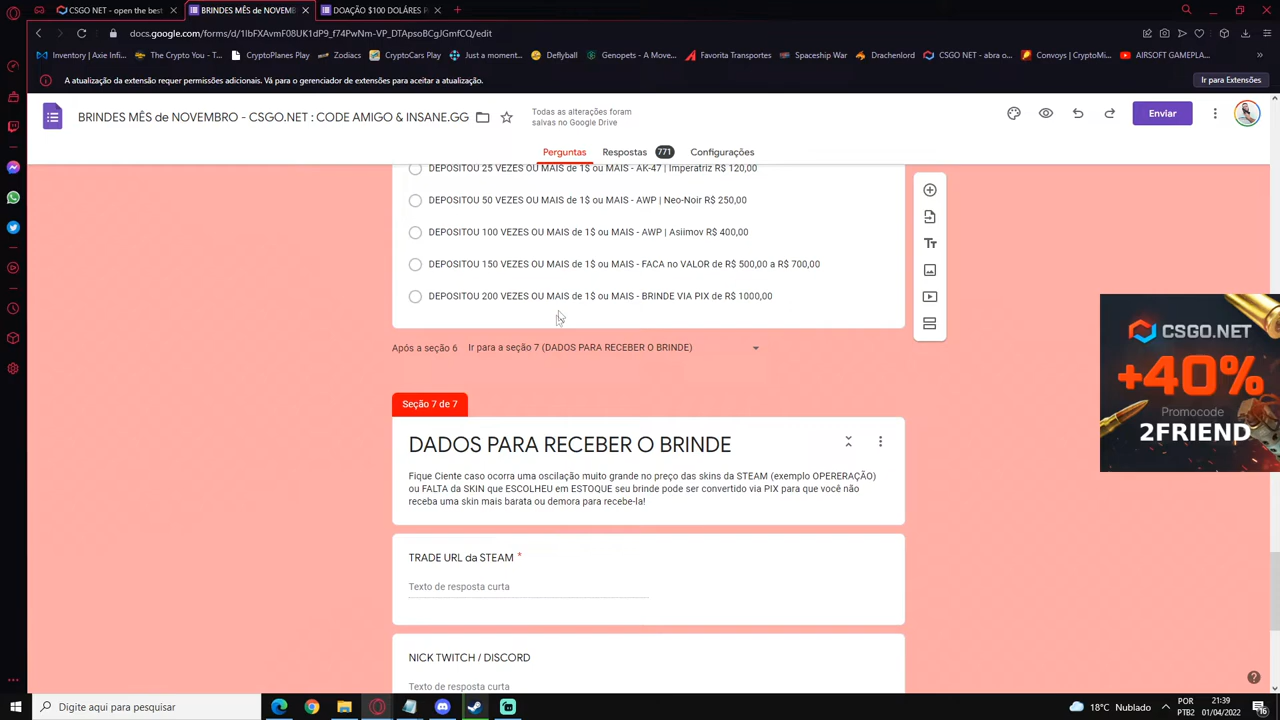 CSGO.NET - open the best
BRINDES MÊS de NOVEMB
DOAÇÃO $100 DOLÁRES P
docs.google.com/forms/d/1lbFXAvmF08UK1dP9_f74PwNm-VP_DTApsoBCgJGmfCQ/edit
Inventory | Axie Infi...
The Crypto You - T...
CryptoPlanes Play
Zodiacs
CryptoCars Play
Just a moment...
Deflyball
Genopets - A Move...
Favorita Transportes
Spaceship War
Drachenlord
CSGO NET - abra o...
Convoys | CryptoMi...
AIRSOFT GAMEPLA...
A atualização da extensão requer permissões adicionais. Vá para o gerenciador de extensões para aceitar a atualização.
Ir para Extensões
BRINDES MÊS de NOVEMBRO - CSGO.NET : CODE AMIGO & INSANE.GG
Todas as alterações foram
salvas no Google Drive
Enviar
Perguntas
Respostas 771
Configurações
DEPOSITOU 25 VEZES OU MAIS de 1$ ou MAIS - AK-47 | Imperatriz R$ 120,00
DEPOSITOU 50 VEZES OU MAIS de 1$ ou MAIS - AWP | Neo-Noir R$ 250,00
DEPOSITOU 100 VEZES OU MAIS de 1$ ou MAIS - AWP | Asiimov R$ 400,00
DEPOSITOU 150 VEZES OU MAIS de 1$ ou MAIS - FACA no VALOR de R$ 500,00 a R$ 700,00
DEPOSITOU 200 VEZES OU MAIS de 1$ ou MAIS - BRINDE VIA PIX de R$ 1000,00
Após a seção 6 Ir para a seção 7 (DADOS PARA RECEBER O BRINDE)
CSGO.NET
+40%
Promocode
2FRIEND
Seção 7 de 7
DADOS PARA RECEBER O BRINDE
Fique Ciente caso ocorra uma oscilação muito grande no preço das skins da STEAM (exemplo OPERERAÇÃO)
ou FALTA da SKIN que ESCOLHEU em ESTOQUE seu brinde pode ser convertido via PIX para que você não
receba uma skin mais barata ou demora para recebe-la!
TRADE URL da STEAM *
Texto de resposta curta
NICK TWITCH / DISCORD
Texto de resposta curta
Digite aqui para pesquisar
18°C Nublado
POR
PTB2
21:39
01/04/2022
16